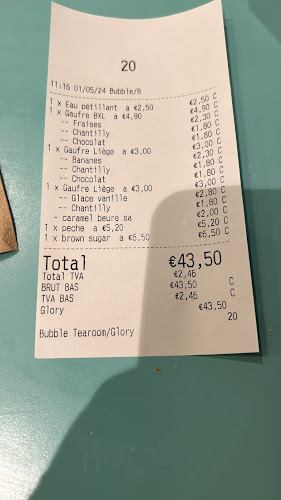 20
11:16 01/05/24 Bubble/8
1 x Eau pétillant a €2,50 €2,50 C
1 x Gaufre BXL a €4,90 €4,90 C
-- Fraises €2,30 C
-- Chantilly €1,80 C
-- Chocolat €1,80 C
1 x Gaufre Liège a €3,00 €3,00 C
-- Bananes €2,30 C
-- Chantilly €1,80 C
-- Chocolat €1,80 C
1 x Gaufre Liège a €3,00 €3,00 C
-- Glace vanille €2,80 C
-- Chantilly €1,80 C
- caramel beure sa €2,00 C
1 x peche a €5,20 €5,20 C
1 x brown sugar a €6,50 €6,50 C
Total €43,50
Total TVA €2,46
BRUT BAS €43,50 C
TVA BAS €2,46 C
Glory €43,50
20
Bubble Tearoom/Glory